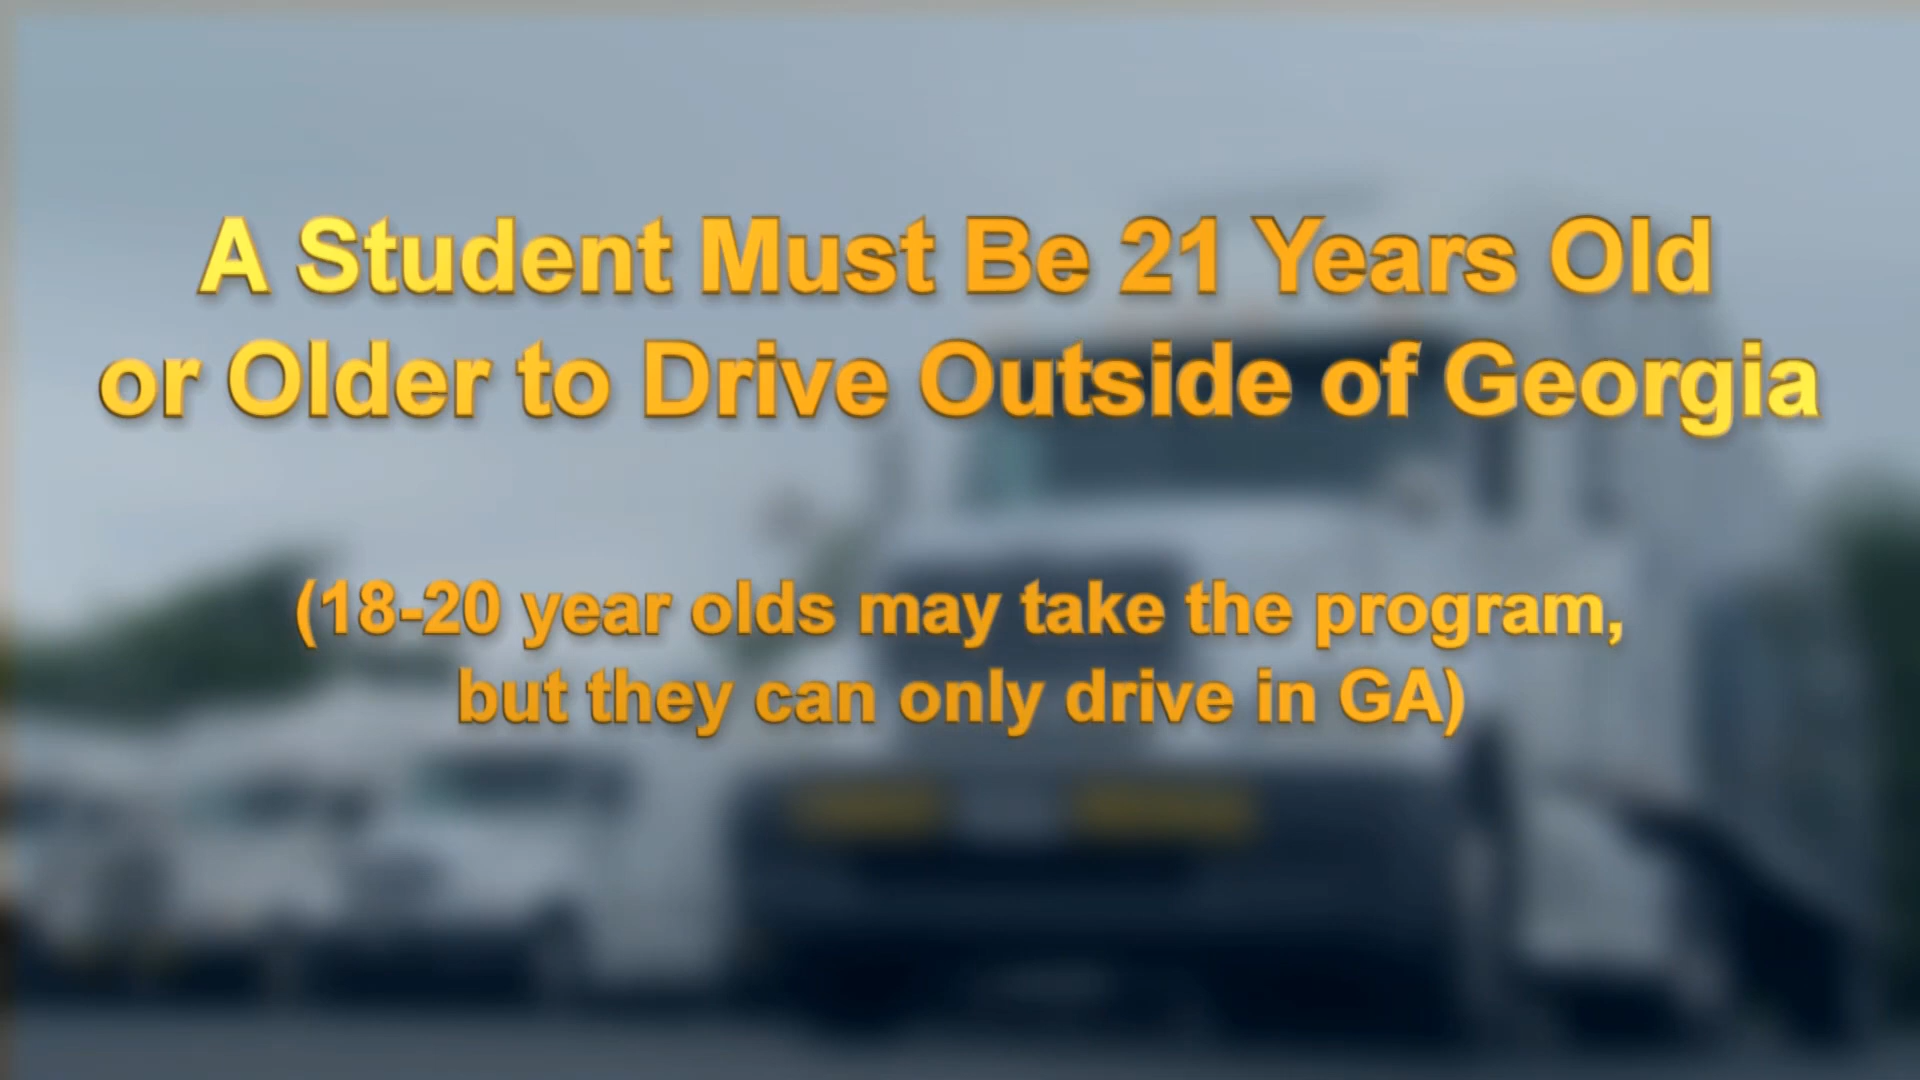 A Student Must Be 21 Years Old
or Older to Drive Outside of Georgia
(18-20 year olds may take the program,
but they can only drive in GA)